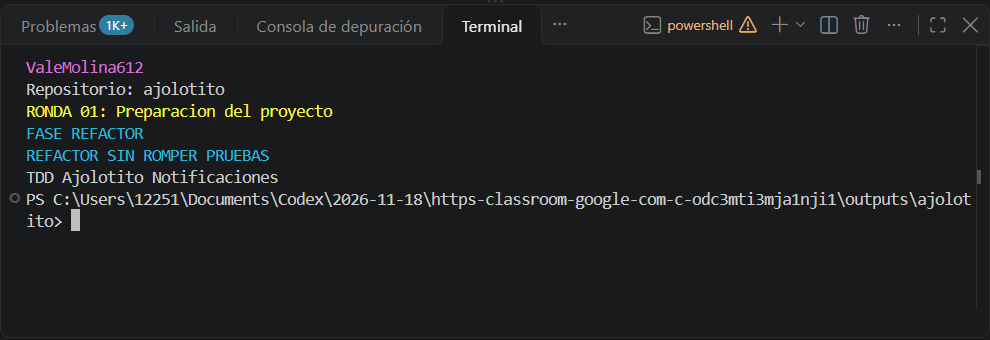 Problemas 1K+ Salida Consola de depuración Terminal ··· powershell ···
ValeMolina612
Repositorio: ajolotito
RONDA 01: Preparacion del proyecto
FASE REFACTOR
REFACTOR SIN ROMPER PRUEBAS
TDD Ajolotito Notificaciones
PS C:\Users\12251\Documents\Codex\2026-11-18\https-classroom-google-com-c-odc3mti3mja1nji1\outputs\ajolot
ito>